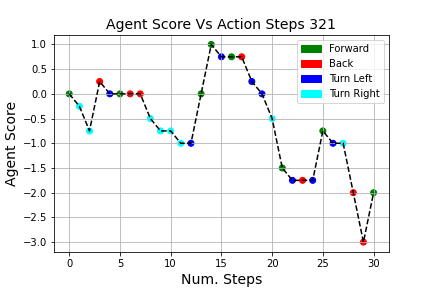 Agent Score Vs Action Steps 321
Forward
Back
Turn Left
Turn Right
1.0
0.5
0.0
−0.5
−1.0
−1.5
−2.0
−2.5
−3.0
Agent Score
0 5 10 15 20 25 30
Num. Steps